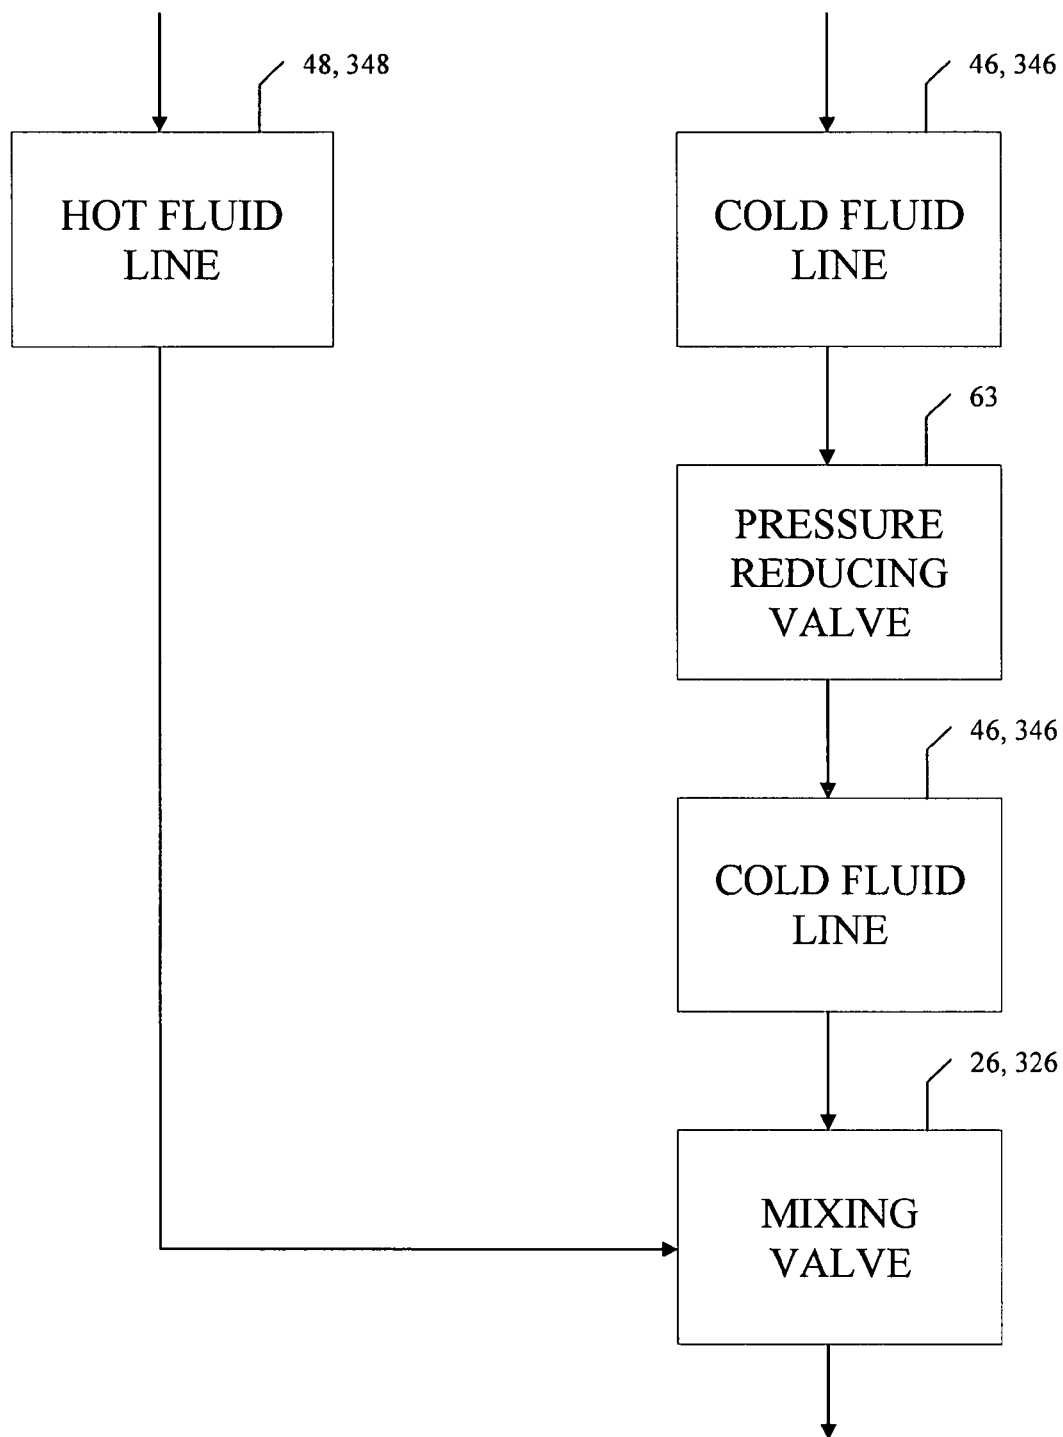 48, 348
46, 346
HOT FLUID
LINE
COLD FLUID
LINE
63
PRESSURE
REDUCING
VALVE
46, 346
COLD FLUID
LINE
26, 326
MIXING
VALVE